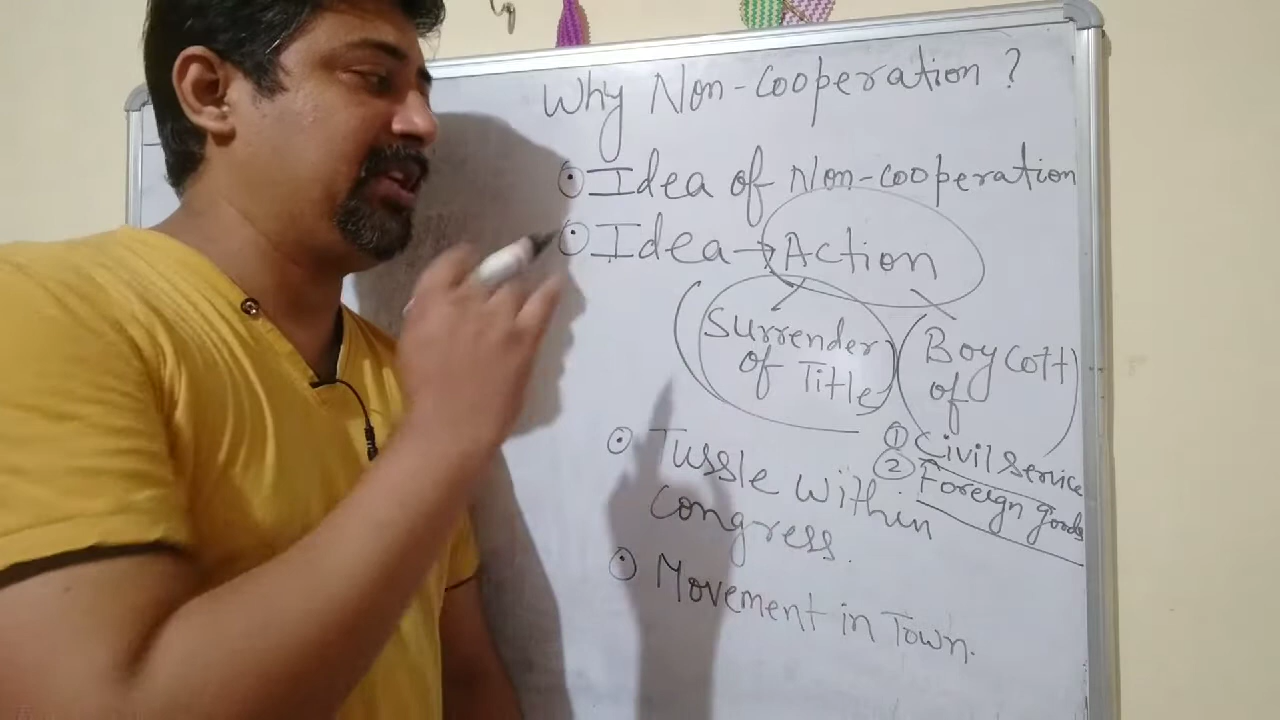 Why Non-Cooperation ?
Idea of Non-cooperation
Idea → Action
Surrender
of Title
Boycott
of
① Civil Service
② Foreign goods
Tussle within
congress.
Movement in Town.